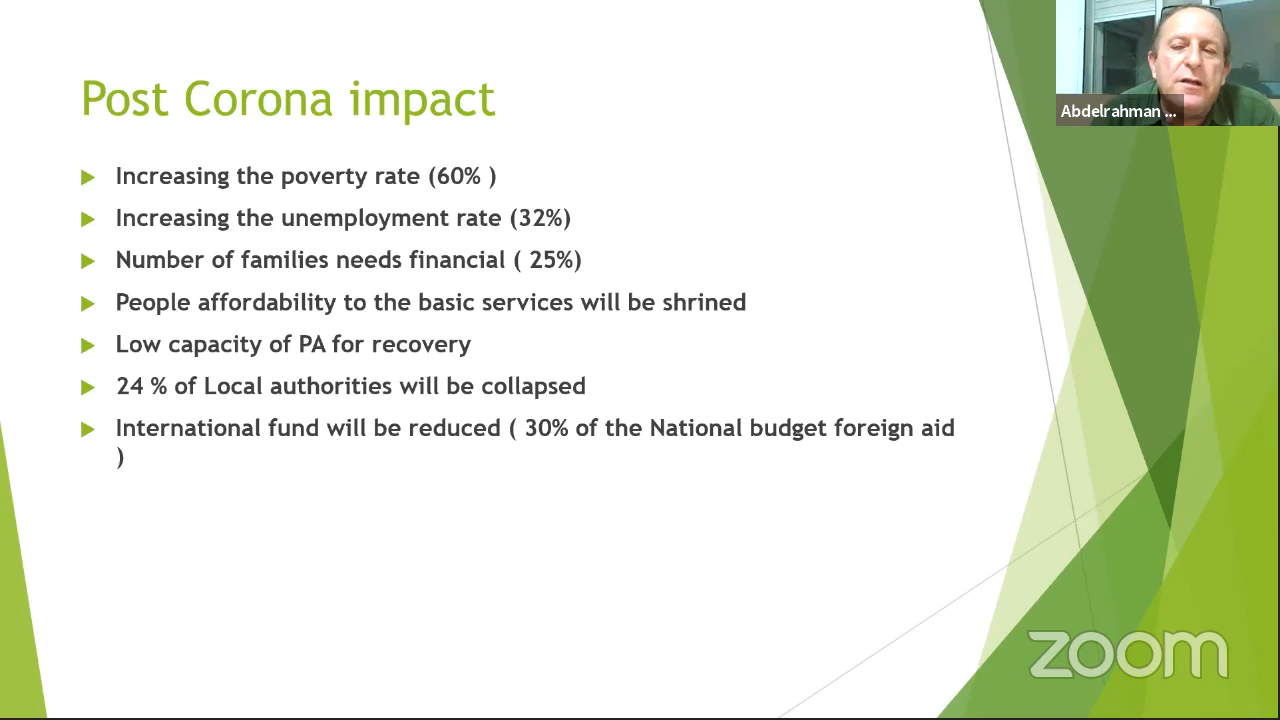 Post Corona impact
Increasing the poverty rate (60% )
Increasing the unemployment rate (32%)
Number of families needs financial ( 25%)
People affordability to the basic services will be shrined
Low capacity of PA for recovery
24 % of Local authorities will be collapsed
International fund will be reduced ( 30% of the National budget foreign aid
)
Abdelrahman ...
zoom